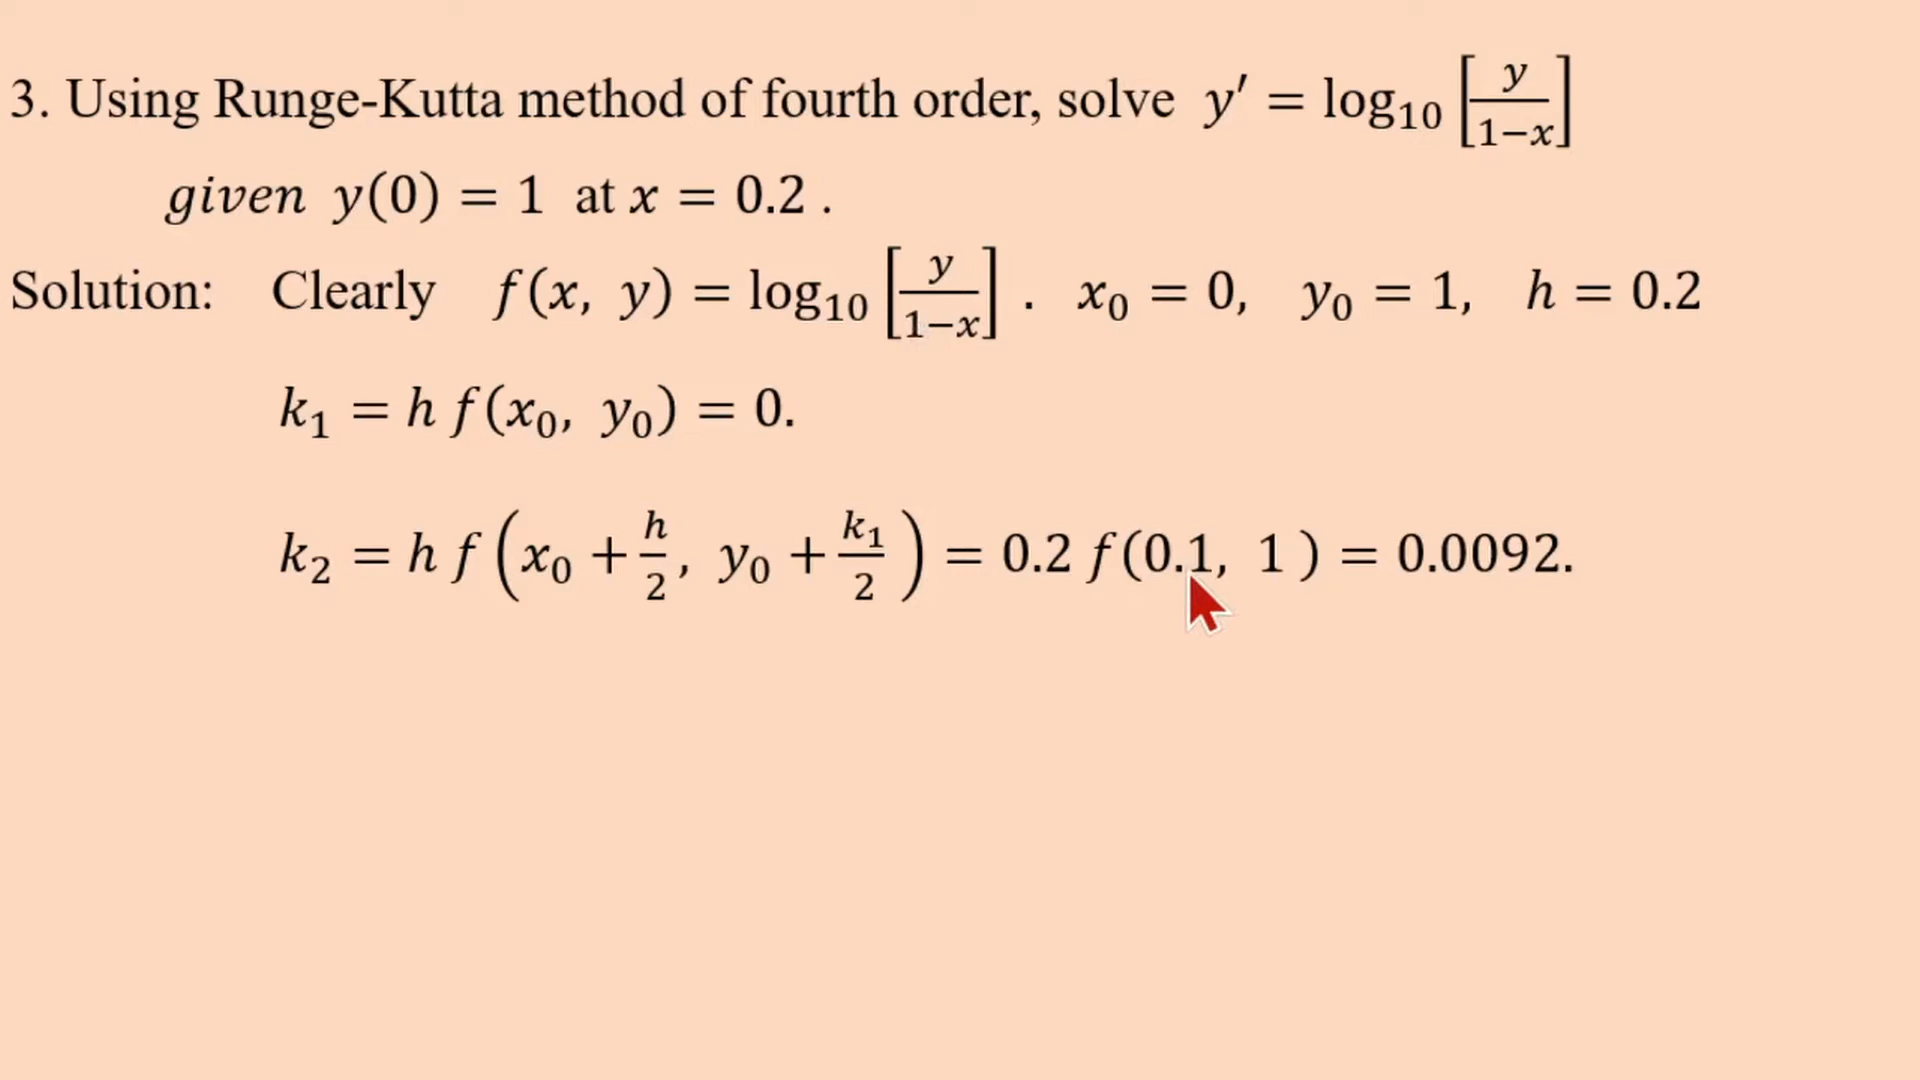 3. Using Runge-Kutta method of fourth order, solve y′ = log₁₀ [y/(1−x)]
given y(0) = 1 at x = 0.2 .
Solution: Clearly f(x, y) = log₁₀ [y/(1−x)] . x₀ = 0, y₀ = 1, h = 0.2
k₁ = h f(x₀, y₀) = 0.
k₂ = h f(x₀ + h/2, y₀ + k₁/2) = 0.2 f(0.1, 1 ) = 0.0092.